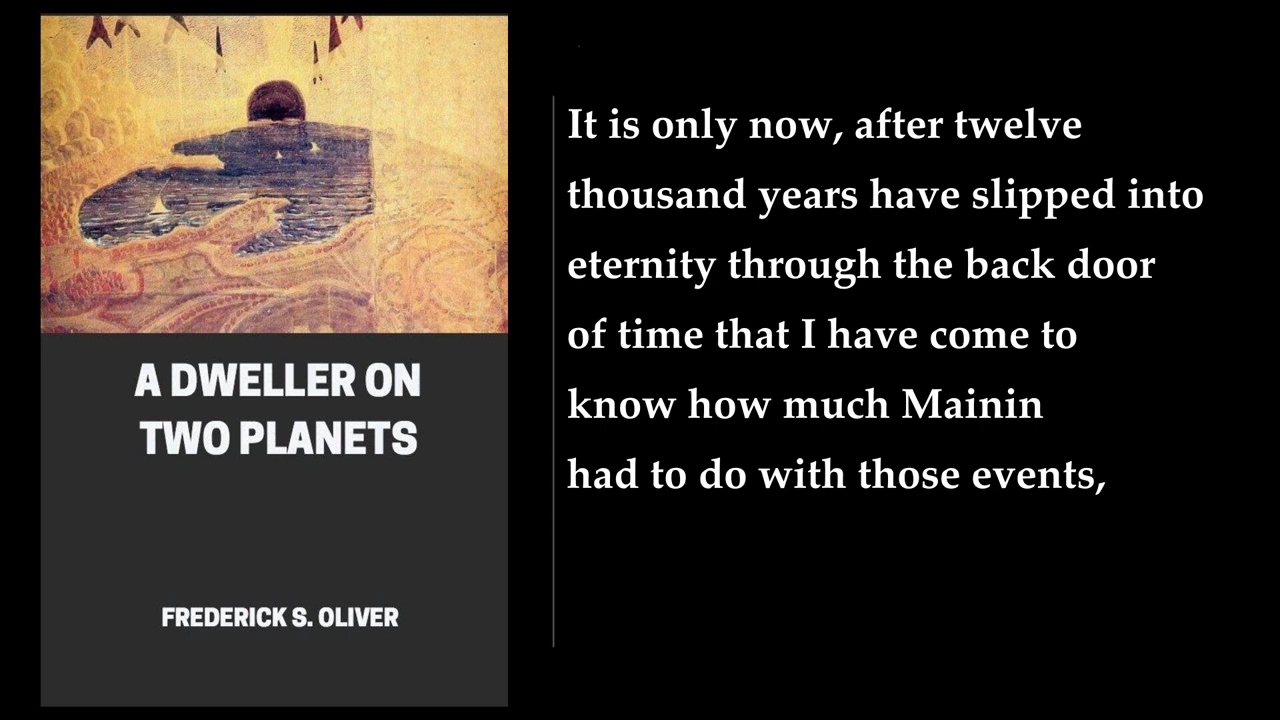 A DWELLER ON
TWO PLANETS
FREDERICK S. OLIVER
It is only now, after twelve
thousand years have slipped into
eternity through the back door
of time that I have come to
know how much Mainin
had to do with those events,